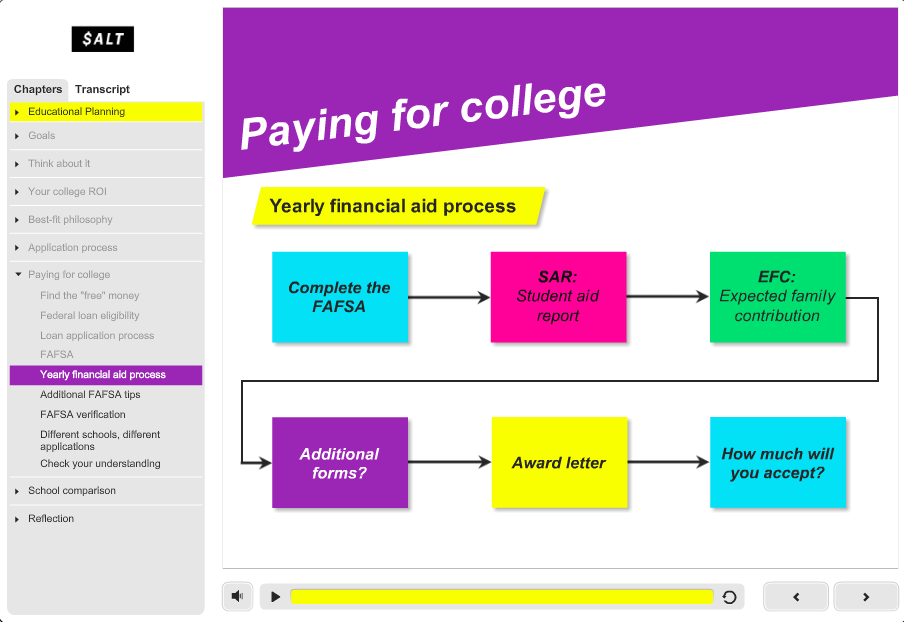 $ALT
Chapters
Transcript
Educational Planning
Goals
Think about It
Your college ROI
Best-fit philosophy
Application process
Paying for college
Find the "free" money
Federal loan eligibility
Loan application process
FAFSA
Yearly financial aid process
Additional FAFSA tips
FAFSA verification
Different schools, different
applications
Check your understanding
School comparison
Reflection
Paying for college
Yearly financial aid process
Complete the
FAFSA
SAR:
Student aid
report
EFC:
Expected family
contribution
Additional
forms?
Award letter
How much will
you accept?